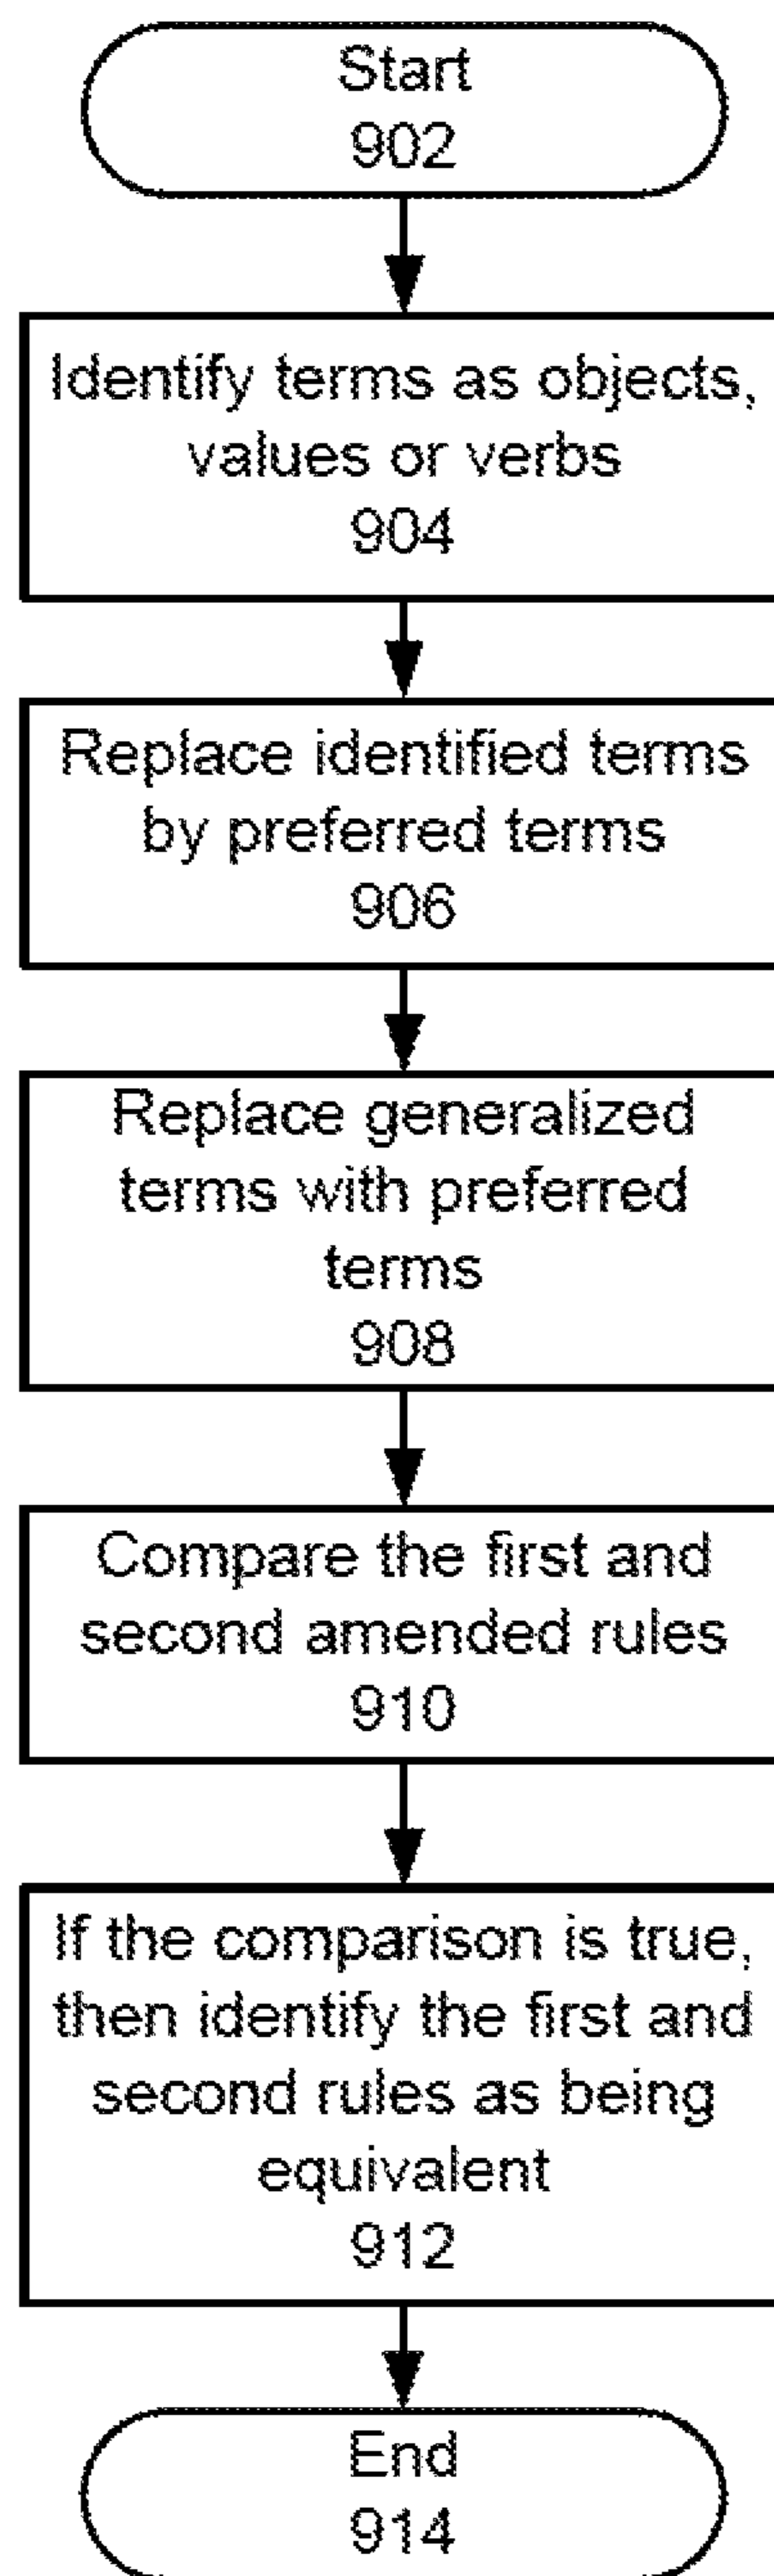 Start
902
Identify terms as objects,
values or verbs
904
Replace identified terms
by preferred terms
906
Replace generalized
terms with preferred
terms
908
Compare the first and
second amended rules
910
If the comparison is true,
then identify the first and
second rules as being
equivalent
912
End
914